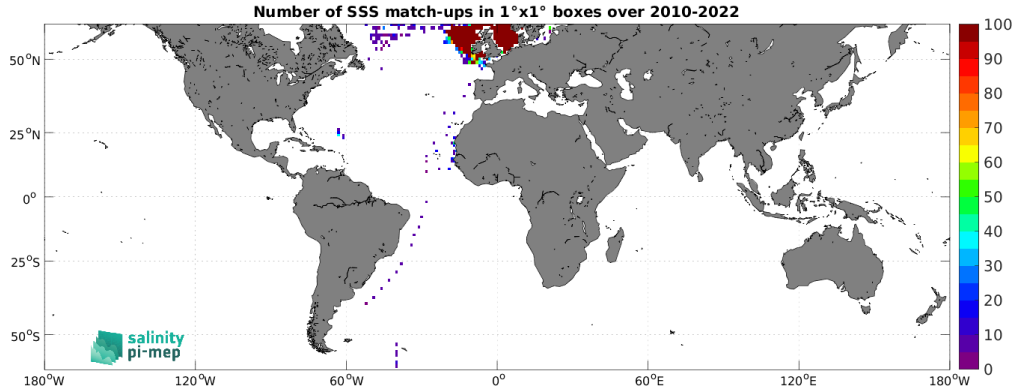 Number of SSS match-ups in 1°x1° boxes over 2010-2022
50°N
25°N
0°
25°S
50°S
180°W 120°W 60°W 0° 60°E 120°E 180°W
100
90
80
70
60
50
40
30
20
10
0
salinity
pi-mep